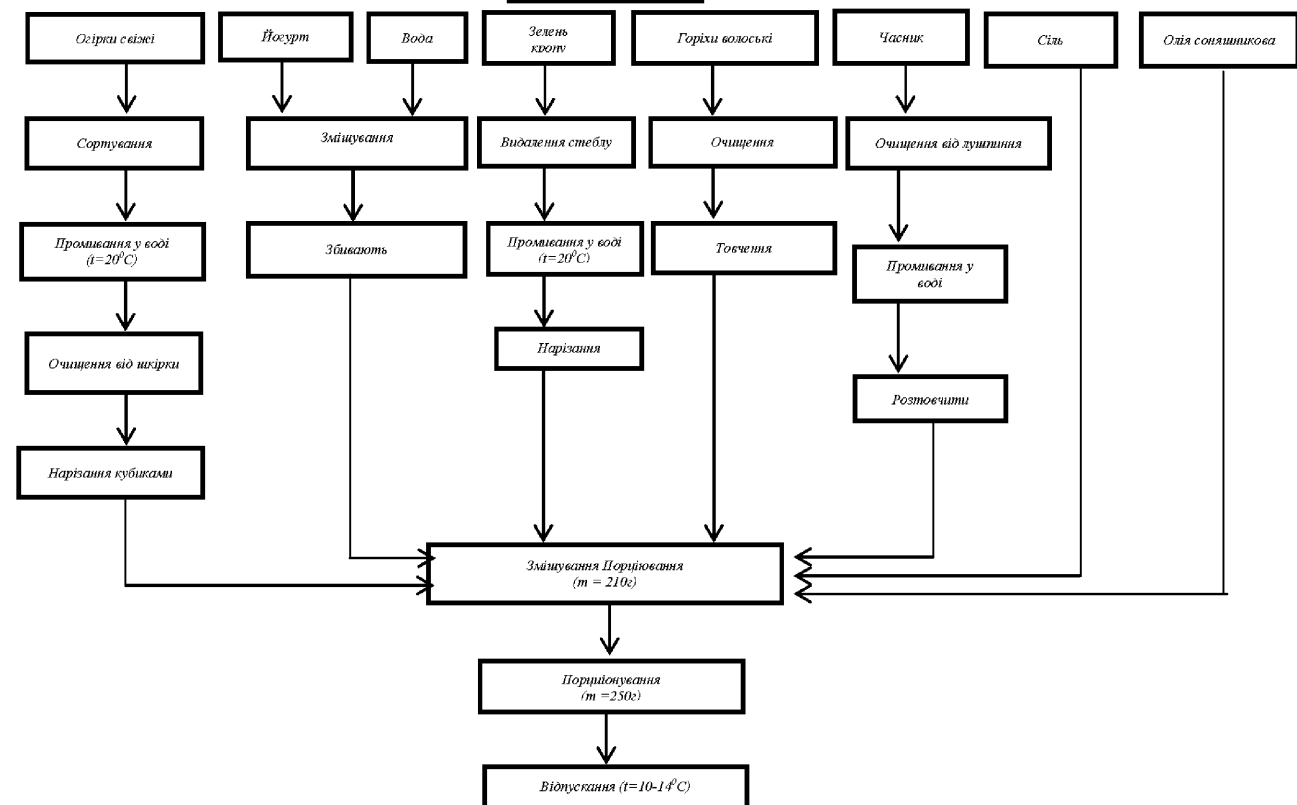 Огірки свіжі
Йогурт
Вода
Зелень
кропу
Горіхи волоські
Часник
Сіль
Олія соняшникова
Сортування
Змішування
Видалення стеблу
Очищення
Очищення від лушпиння
Промивання у воді
(t=20⁰C)
Збивають
Промивання у воді
(t=20⁰C)
Товчення
Промивання у
воді
Нарізання
Очищення від шкірки
Розтовчити
Нарізання кубиками
Змішування Порціювання
(m = 210г)
Порціонування
(m =250г)
Відпускання (t=10-14⁰C)